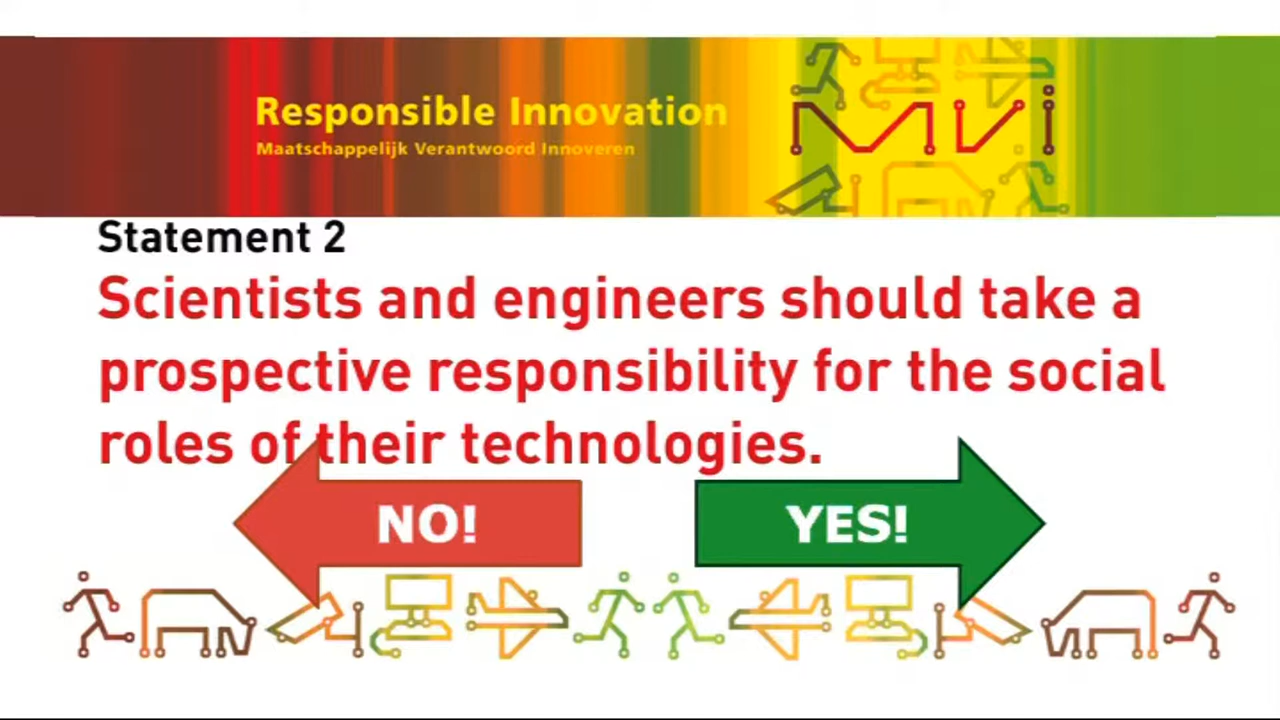 Responsible Innovation
Maatschappelijk Verantwoord Innoveren
mvi
Statement 2
Scientists and engineers should take a
prospective responsibility for the social
roles of their technologies.
NO!
YES!